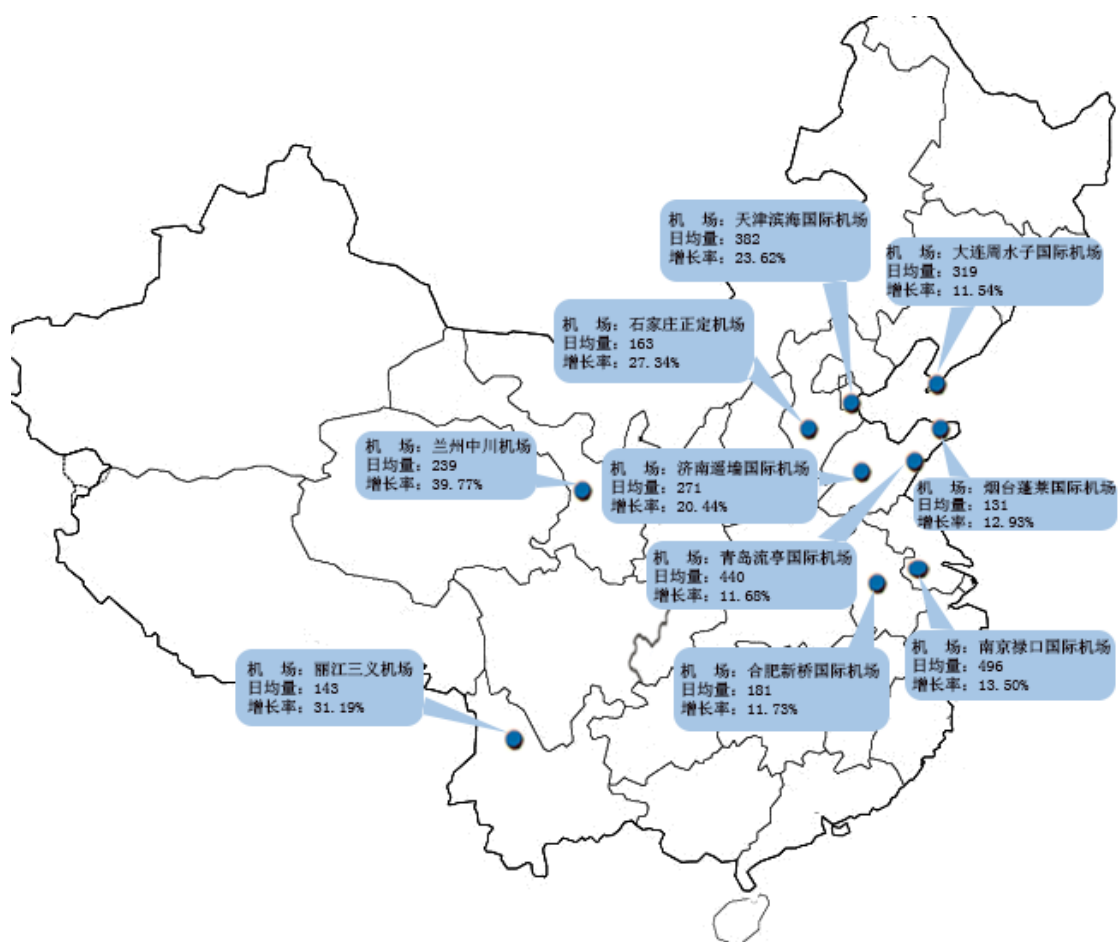 机　场：天津滨海国际机场
日均量：382
增长率：23.62%
机　场：大连周水子国际机场
日均量：319
增长率：11.54%
机　场：石家庄正定机场
日均量：163
增长率：27.34%
机　场：兰州中川机场
日均量：239
增长率：39.77%
机　场：济南遥墙国际机场
日均量：271
增长率：20.44%
机　场：烟台蓬莱国际机场
日均量：131
增长率：12.93%
机　场：青岛流亭国际机场
日均量：440
增长率：11.68%
机　场：南京禄口国际机场
日均量：496
增长率：13.50%
机　场：合肥新桥国际机场
日均量：181
增长率：11.73%
机　场：丽江三义机场
日均量：143
增长率：31.19%